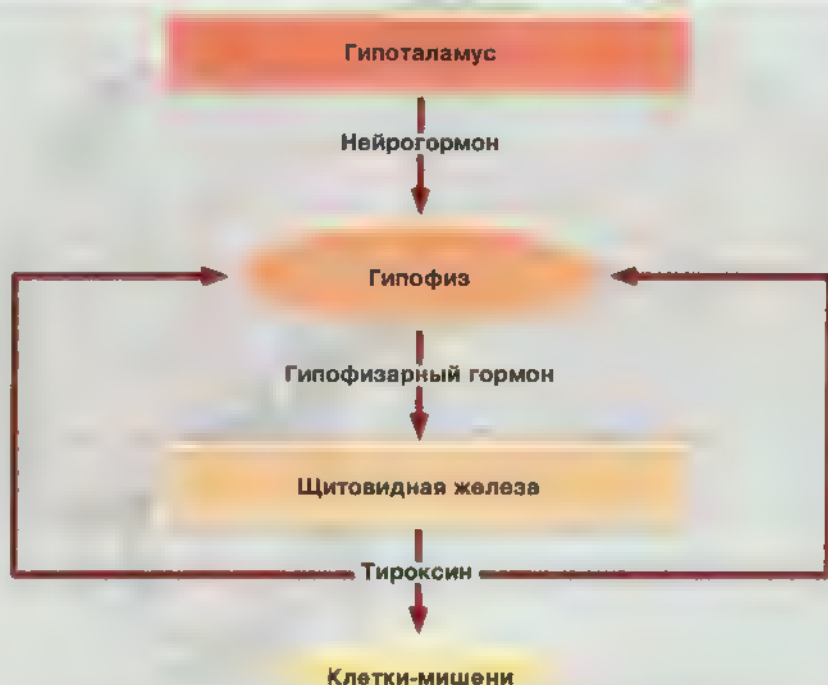 Гипоталамус
Нейрогормон
Гипофиз
Гипофизарный гормон
Щитовидная железа
Тироксин
Клетки-мишени